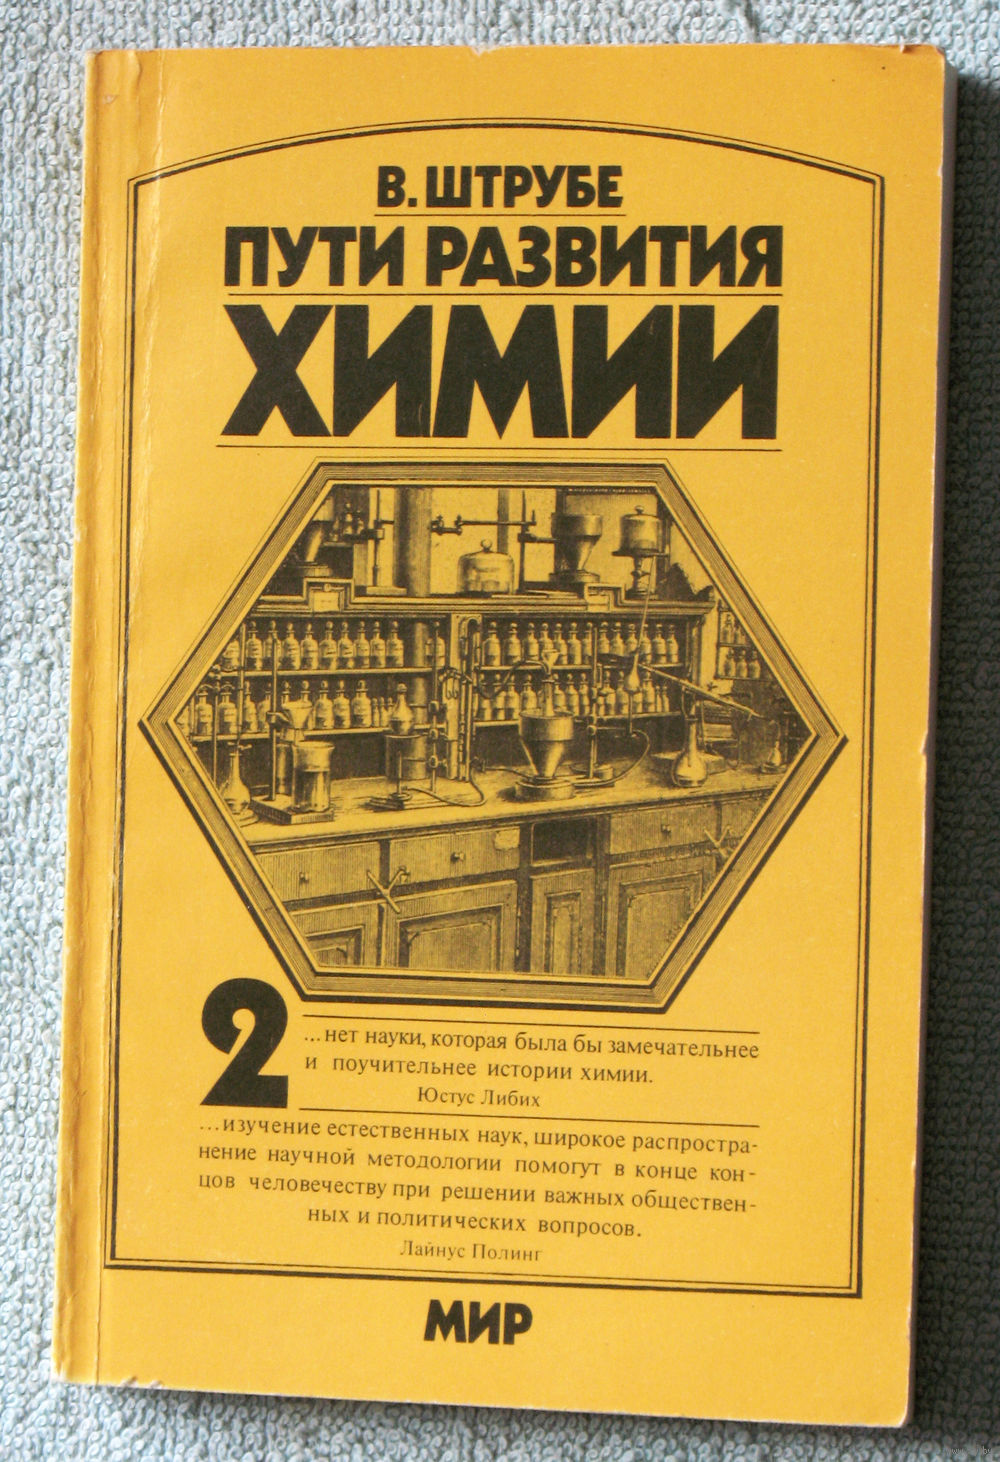 В. ШТРУБЕ
ПУТИ РАЗВИТИЯ
ХИМИИ
2
...нет науки, которая была бы замечательнее
и поучительнее истории химии.
Юстус Либих
...изучение естественных наук, широкое распростра-
нение научной методологии помогут в конце кон-
цов человечеству при решении важных обществен-
ных и политических вопросов.
Лайнус Полинг
МИР